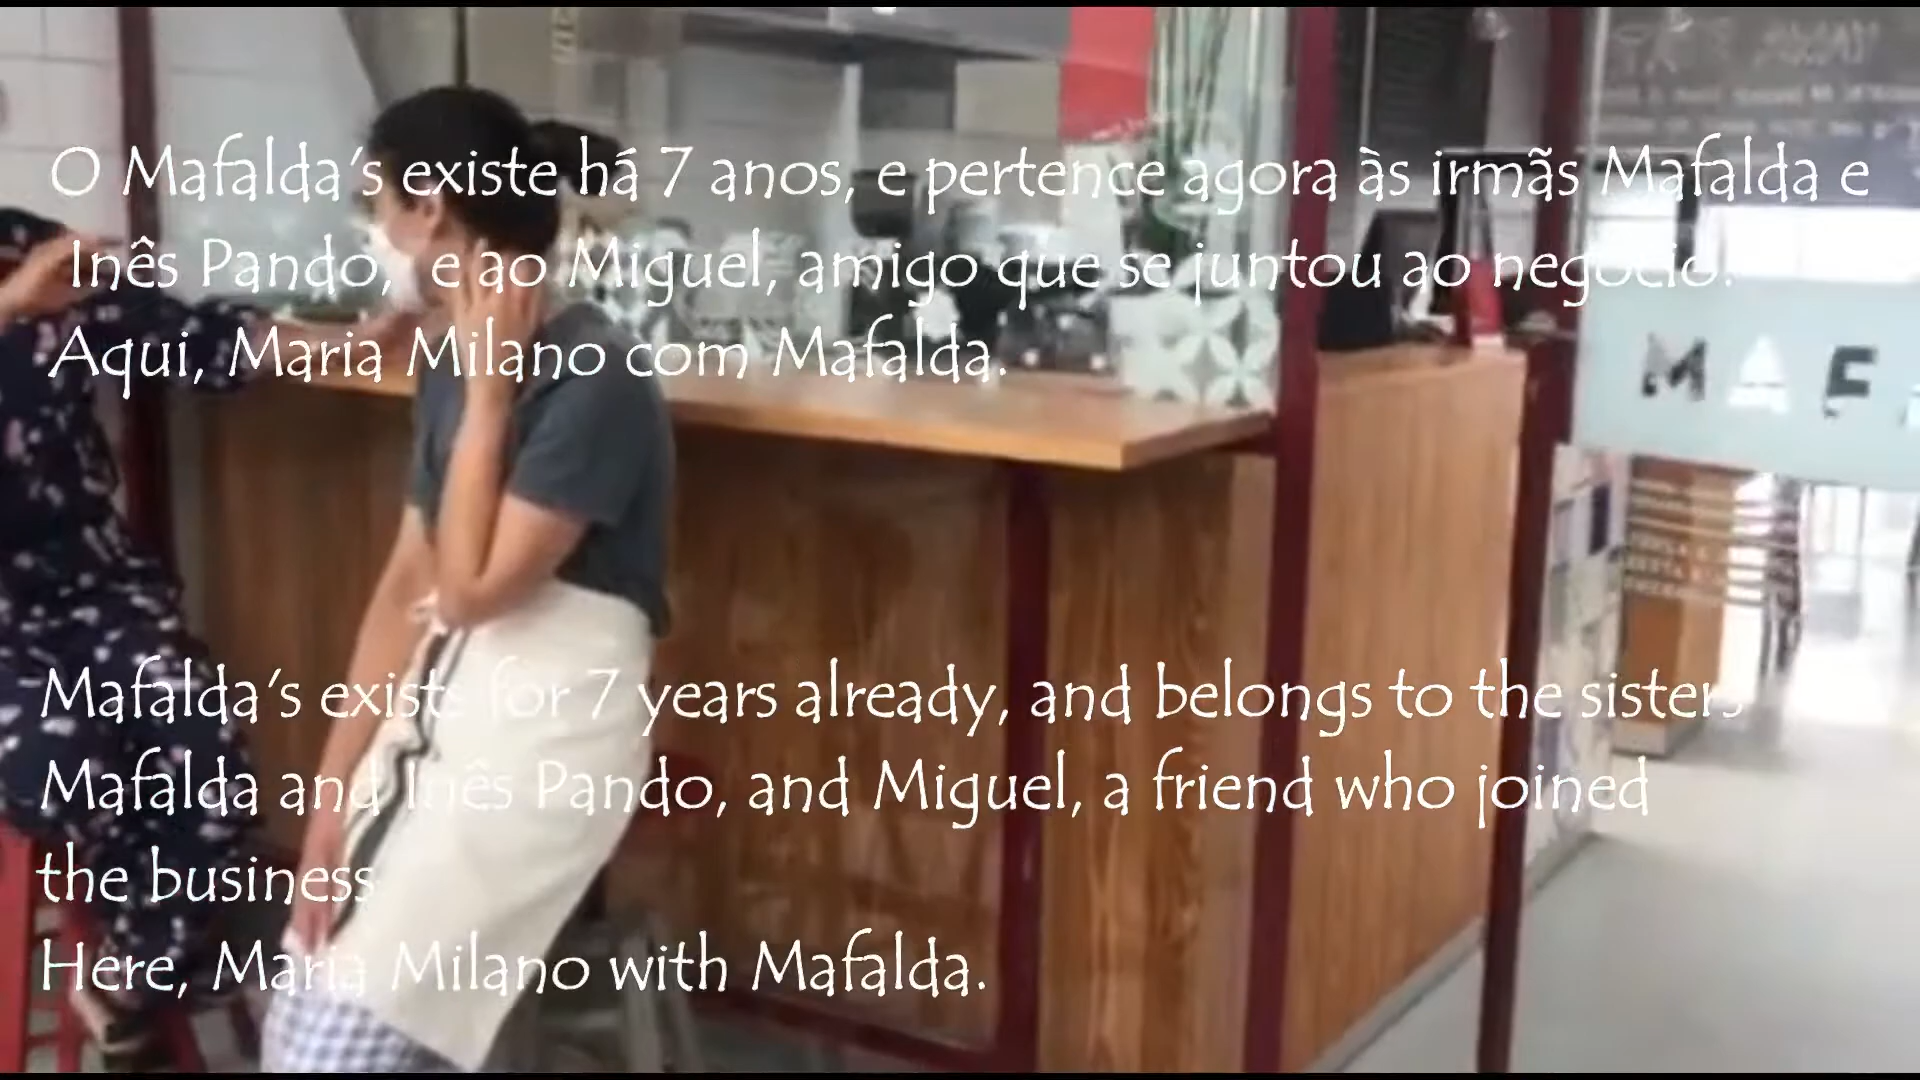 O Mafalda's existe há 7 anos, e pertence agora às irmãs Mafalda e
Inês Pando, e ao Miguel, amigo que se juntou ao negócio.
Aqui, Maria Milano com Mafalda.
MAF
Mafalda's exists for 7 years already, and belongs to the sisters
Mafalda and Inês Pando, and Miguel, a friend who joined
the business
Here, Maria Milano with Mafalda.